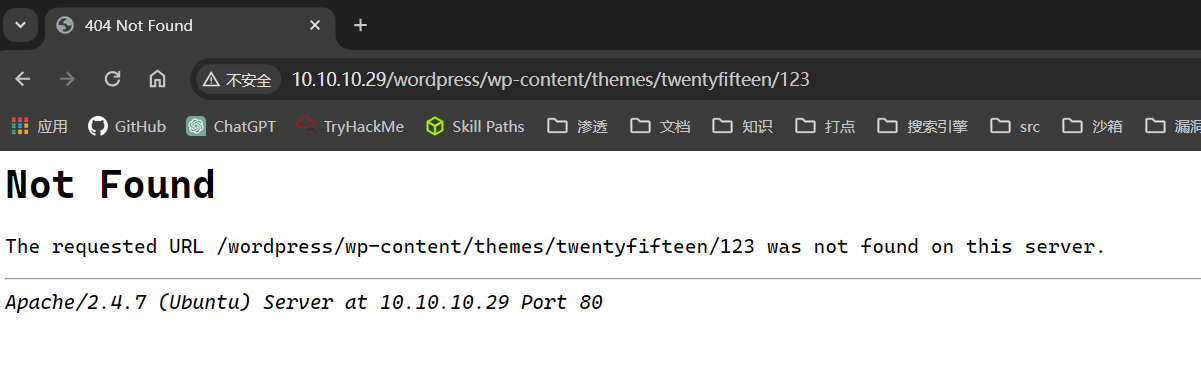 404 Not Found
不安全 10.10.10.29/wordpress/wp-content/themes/twentyfifteen/123
应用 GitHub ChatGPT TryHackMe Skill Paths 渗透 文档 知识 打点 搜索引擎 src 沙箱 漏洞
Not Found
The requested URL /wordpress/wp-content/themes/twentyfifteen/123 was not found on this server.
Apache/2.4.7 (Ubuntu) Server at 10.10.10.29 Port 80